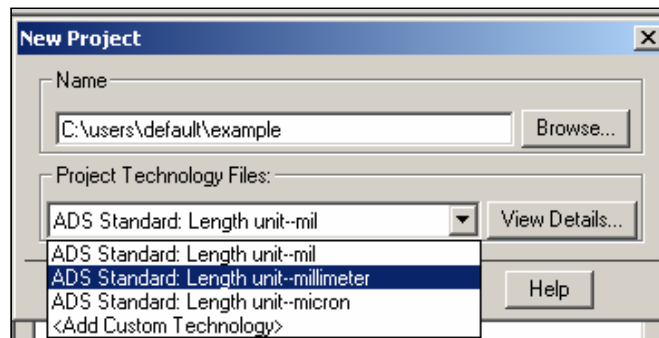 New Project
Name
C:\users\default\example
Browse...
Project Technology Files:
ADS Standard: Length unit--mil
View Details...
ADS Standard: Length unit--mil
ADS Standard: Length unit--millimeter
ADS Standard: Length unit--micron
<Add Custom Technology>
Help